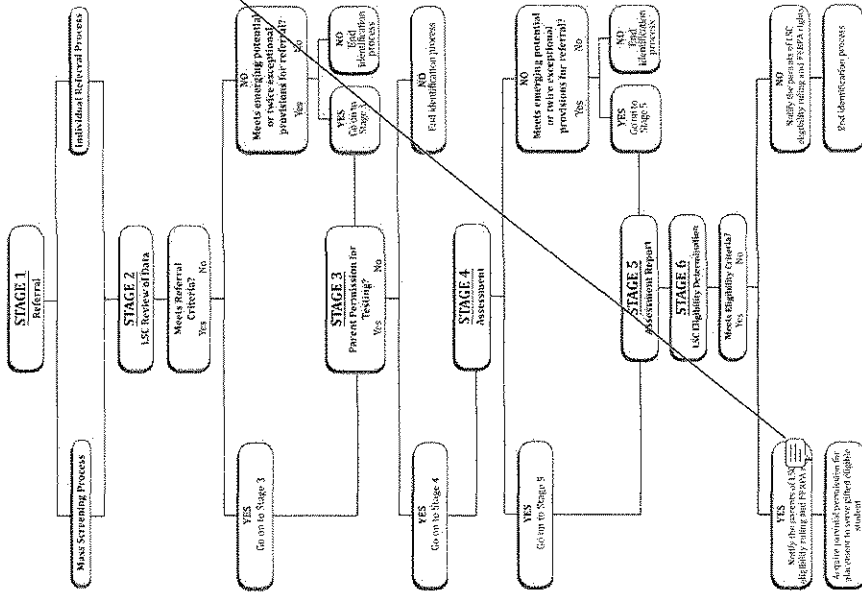 STAGE 1
Referral
Mass Screening Process
Individual Referral Process
STAGE 2
LSC Review of Data
Meets Referral
Criteria?
Yes No
YES
Go on to Stage 3
NO
Meets emerging potential
or twice exceptional
provisions for referral?
Yes No
YES
Go on to
Stage
NO
End
identification
process
STAGE 3
Parent Permission for
Testing?
Yes No
YES
Go on to Stage 4
NO
End identification process
STAGE 4
Assessment
YES
Go on to Stage 5
NO
Meets emerging potential
or twice exceptional
provisions for referral?
Yes No
YES
Go on to
Stage 5
NO
End
identification
process
STAGE 5
Assessment Report
STAGE 6
LSC Eligibility Determination
Meets Eligibility Criteria?
Yes No
YES
Notify the parents of LSC
eligibility ruling and FERPA
Acquire parental permission for
placement to serve gifted eligible
student
NO
Notify the parents of LSC
eligibility ruling and FERPA rights
End identification process